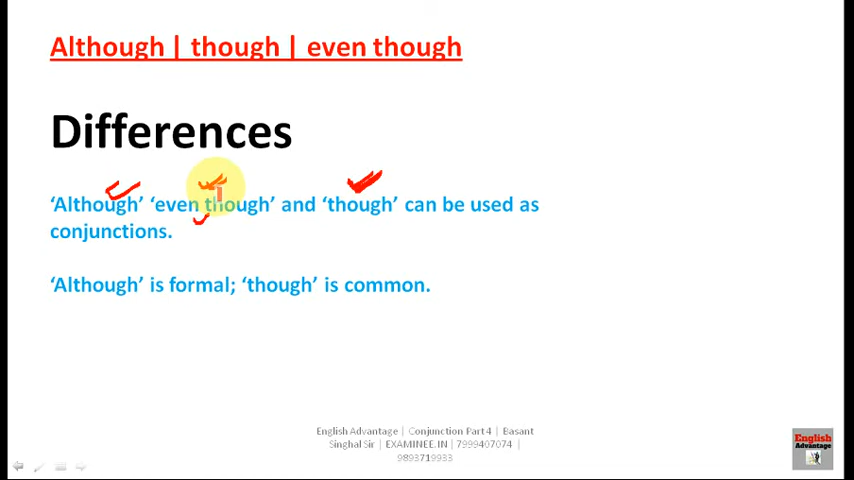 Although | though | even though
Differences
‘Although’ ‘even though’ and ‘though’ can be used as
conjunctions.
‘Although’ is formal; ‘though’ is common.
English Advantage | Conjunction Part 4 | Basant
Singhal Sir | EXAMINEE.IN | 7999407074 |
9893719933
English
Advantage